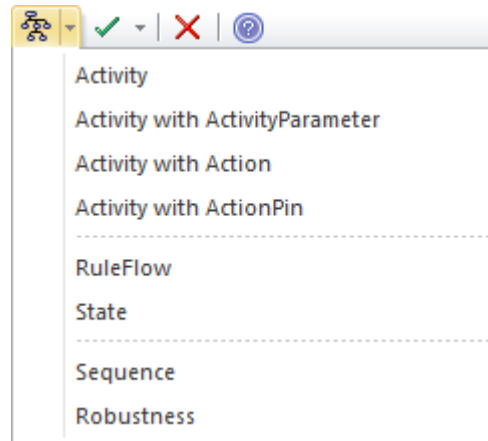 Activity
Activity with ActivityParameter
Activity with Action
Activity with ActionPin
RuleFlow
State
Sequence
Robustness